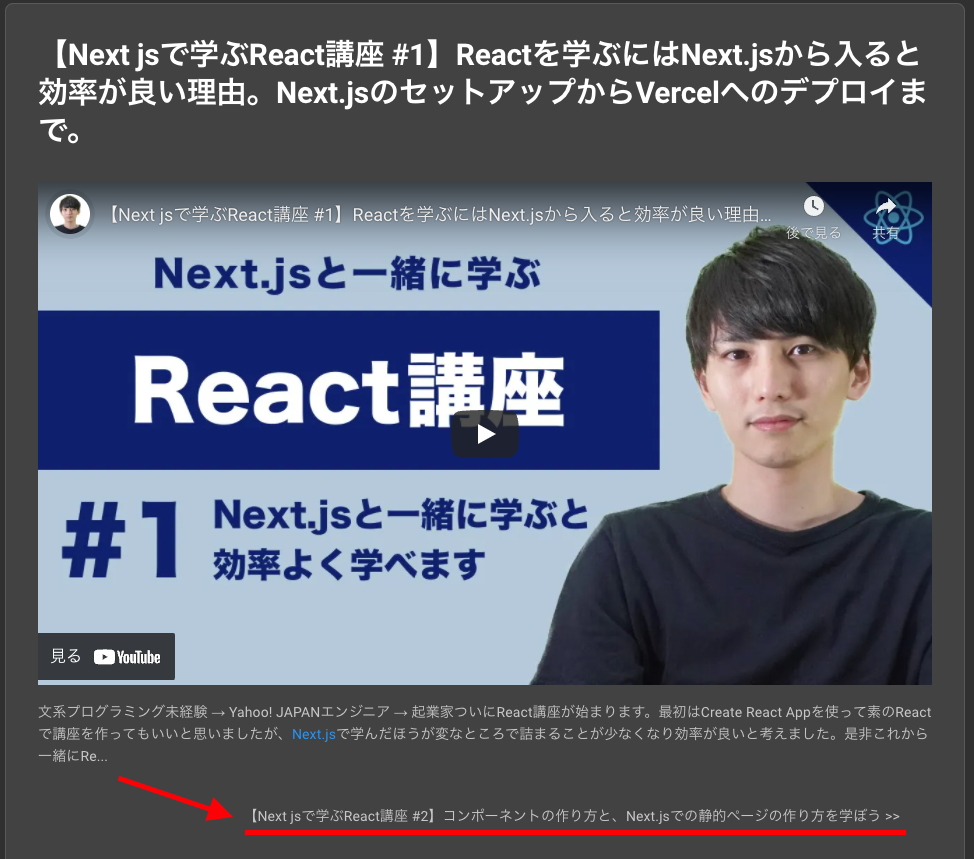 【Next jsで学ぶReact講座 #1】Reactを学ぶにはNext.jsから入ると
効率が良い理由。Next.jsのセットアップからVercelへのデプロイま
で。
【Next jsで学ぶReact講座 #1】Reactを学ぶにはNext.jsから入ると効率が良い理由...
後で見る
共有
Next.jsと一緒に学ぶ
React講座
#1
Next.jsと一緒に学ぶと
効率よく学べます
見る YouTube
文系プログラミング未経験 → Yahoo! JAPANエンジニア → 起業家ついにReact講座が始まります。最初はCreate React Appを使って素のReact
で講座を作ってもいいと思いましたが、Next.jsで学んだほうが変なところで詰まることが少なくなり効率が良いと考えました。是非これから
一緒にRe...
【Next jsで学ぶReact講座 #2】コンポーネントの作り方と、Next.jsでの静的ページの作り方を学ぼう >>